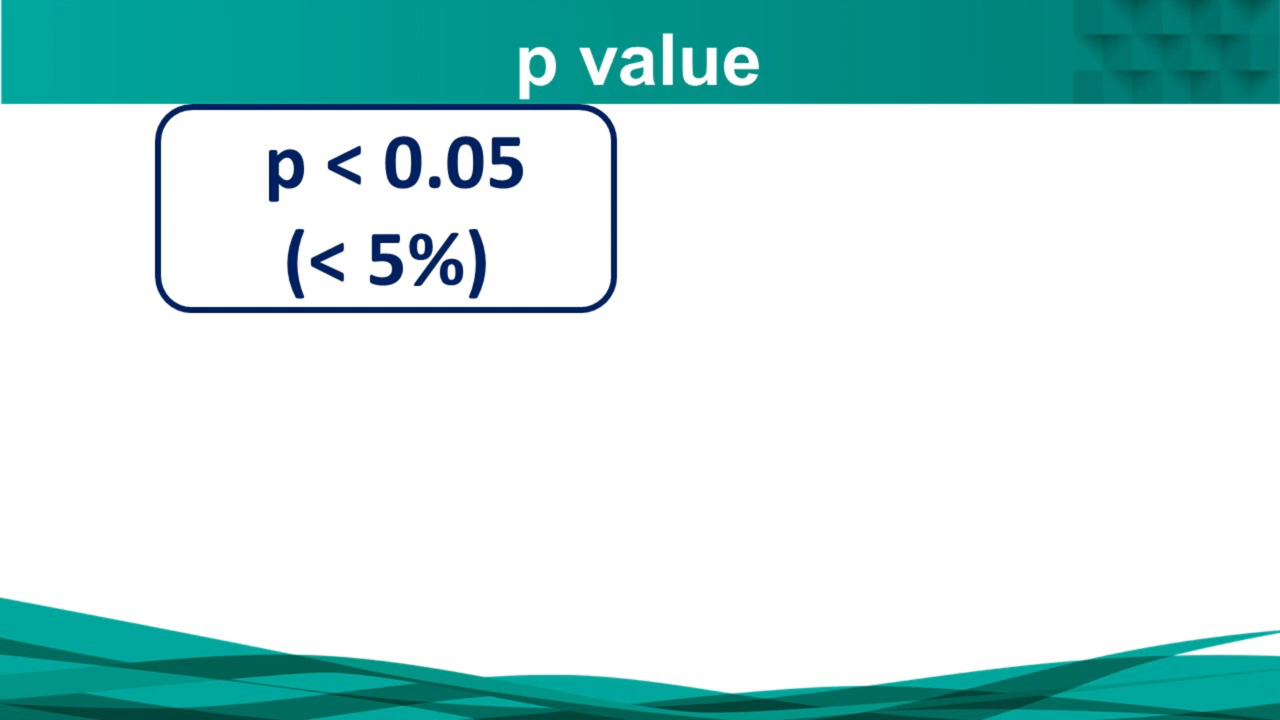 p value
p < 0.05
(< 5%)